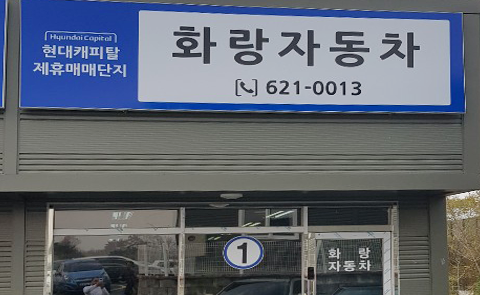 Hyundai Capital
현대캐피탈
제휴매매단지
화랑자동차
621-0013
1
화 랑
자동차